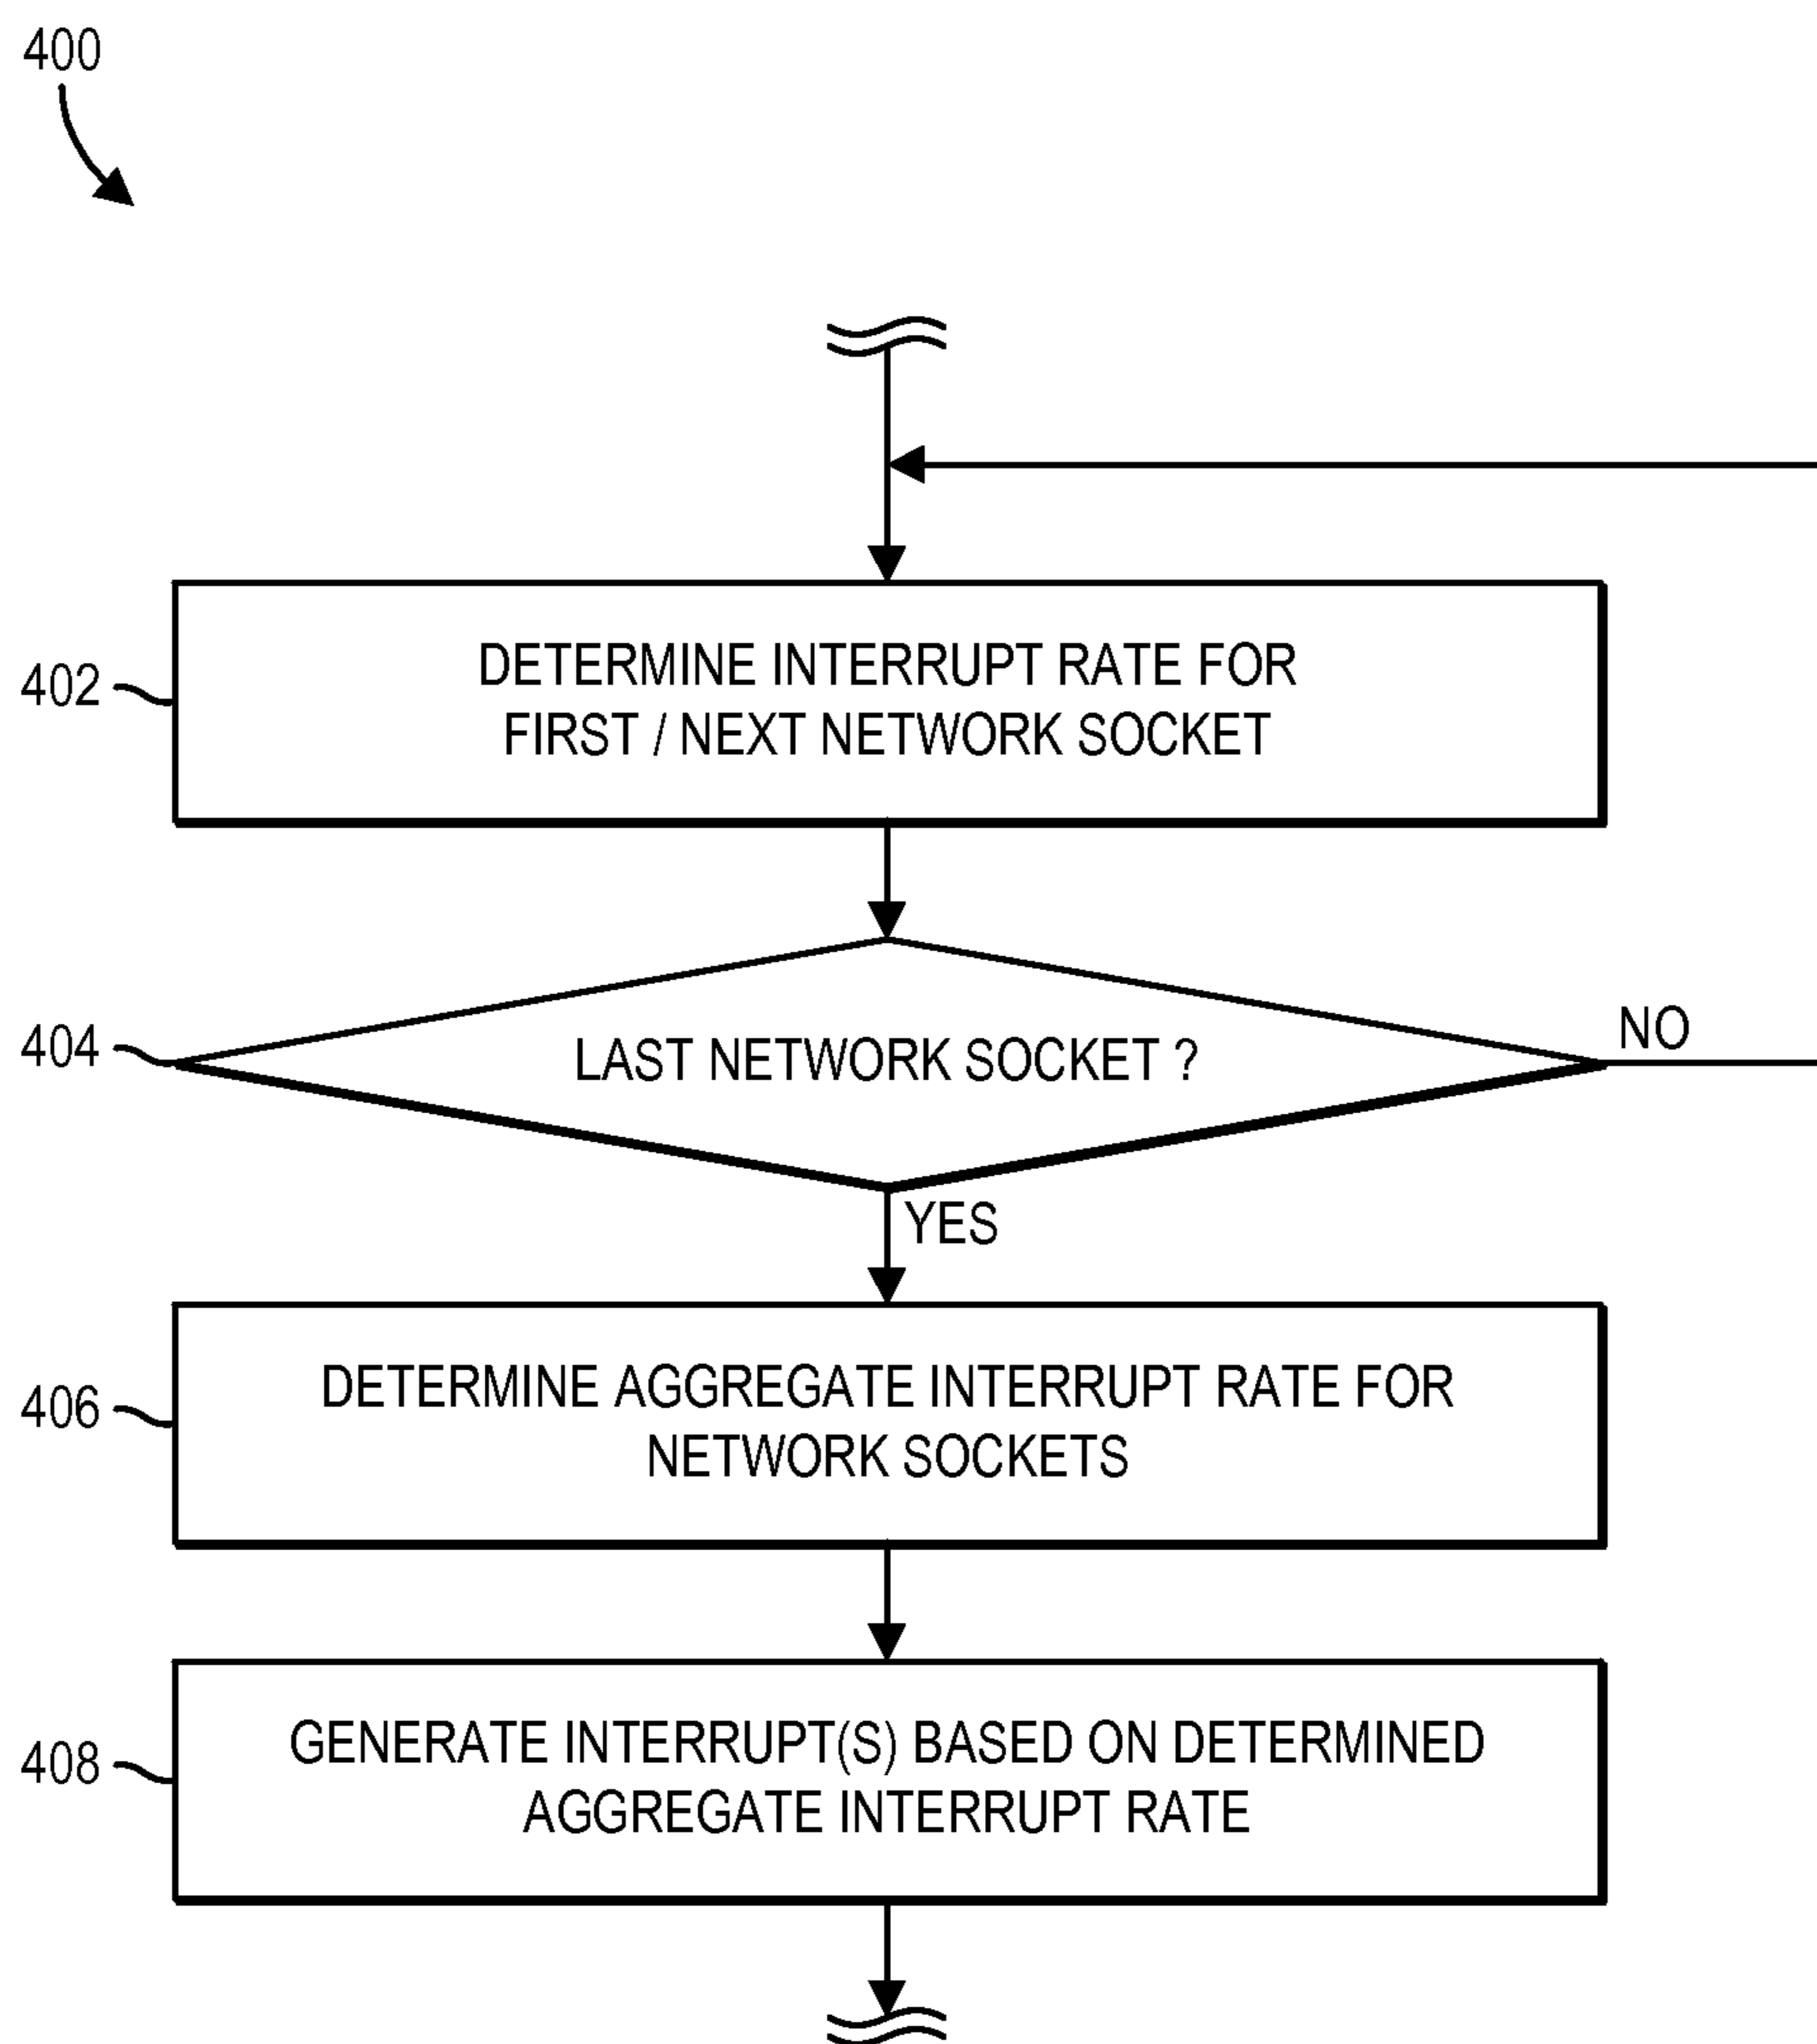 400
402
DETERMINE INTERRUPT RATE FOR
FIRST / NEXT NETWORK SOCKET
404
LAST NETWORK SOCKET ?
NO
YES
406
DETERMINE AGGREGATE INTERRUPT RATE FOR
NETWORK SOCKETS
408
GENERATE INTERRUPT(S) BASED ON DETERMINED
AGGREGATE INTERRUPT RATE